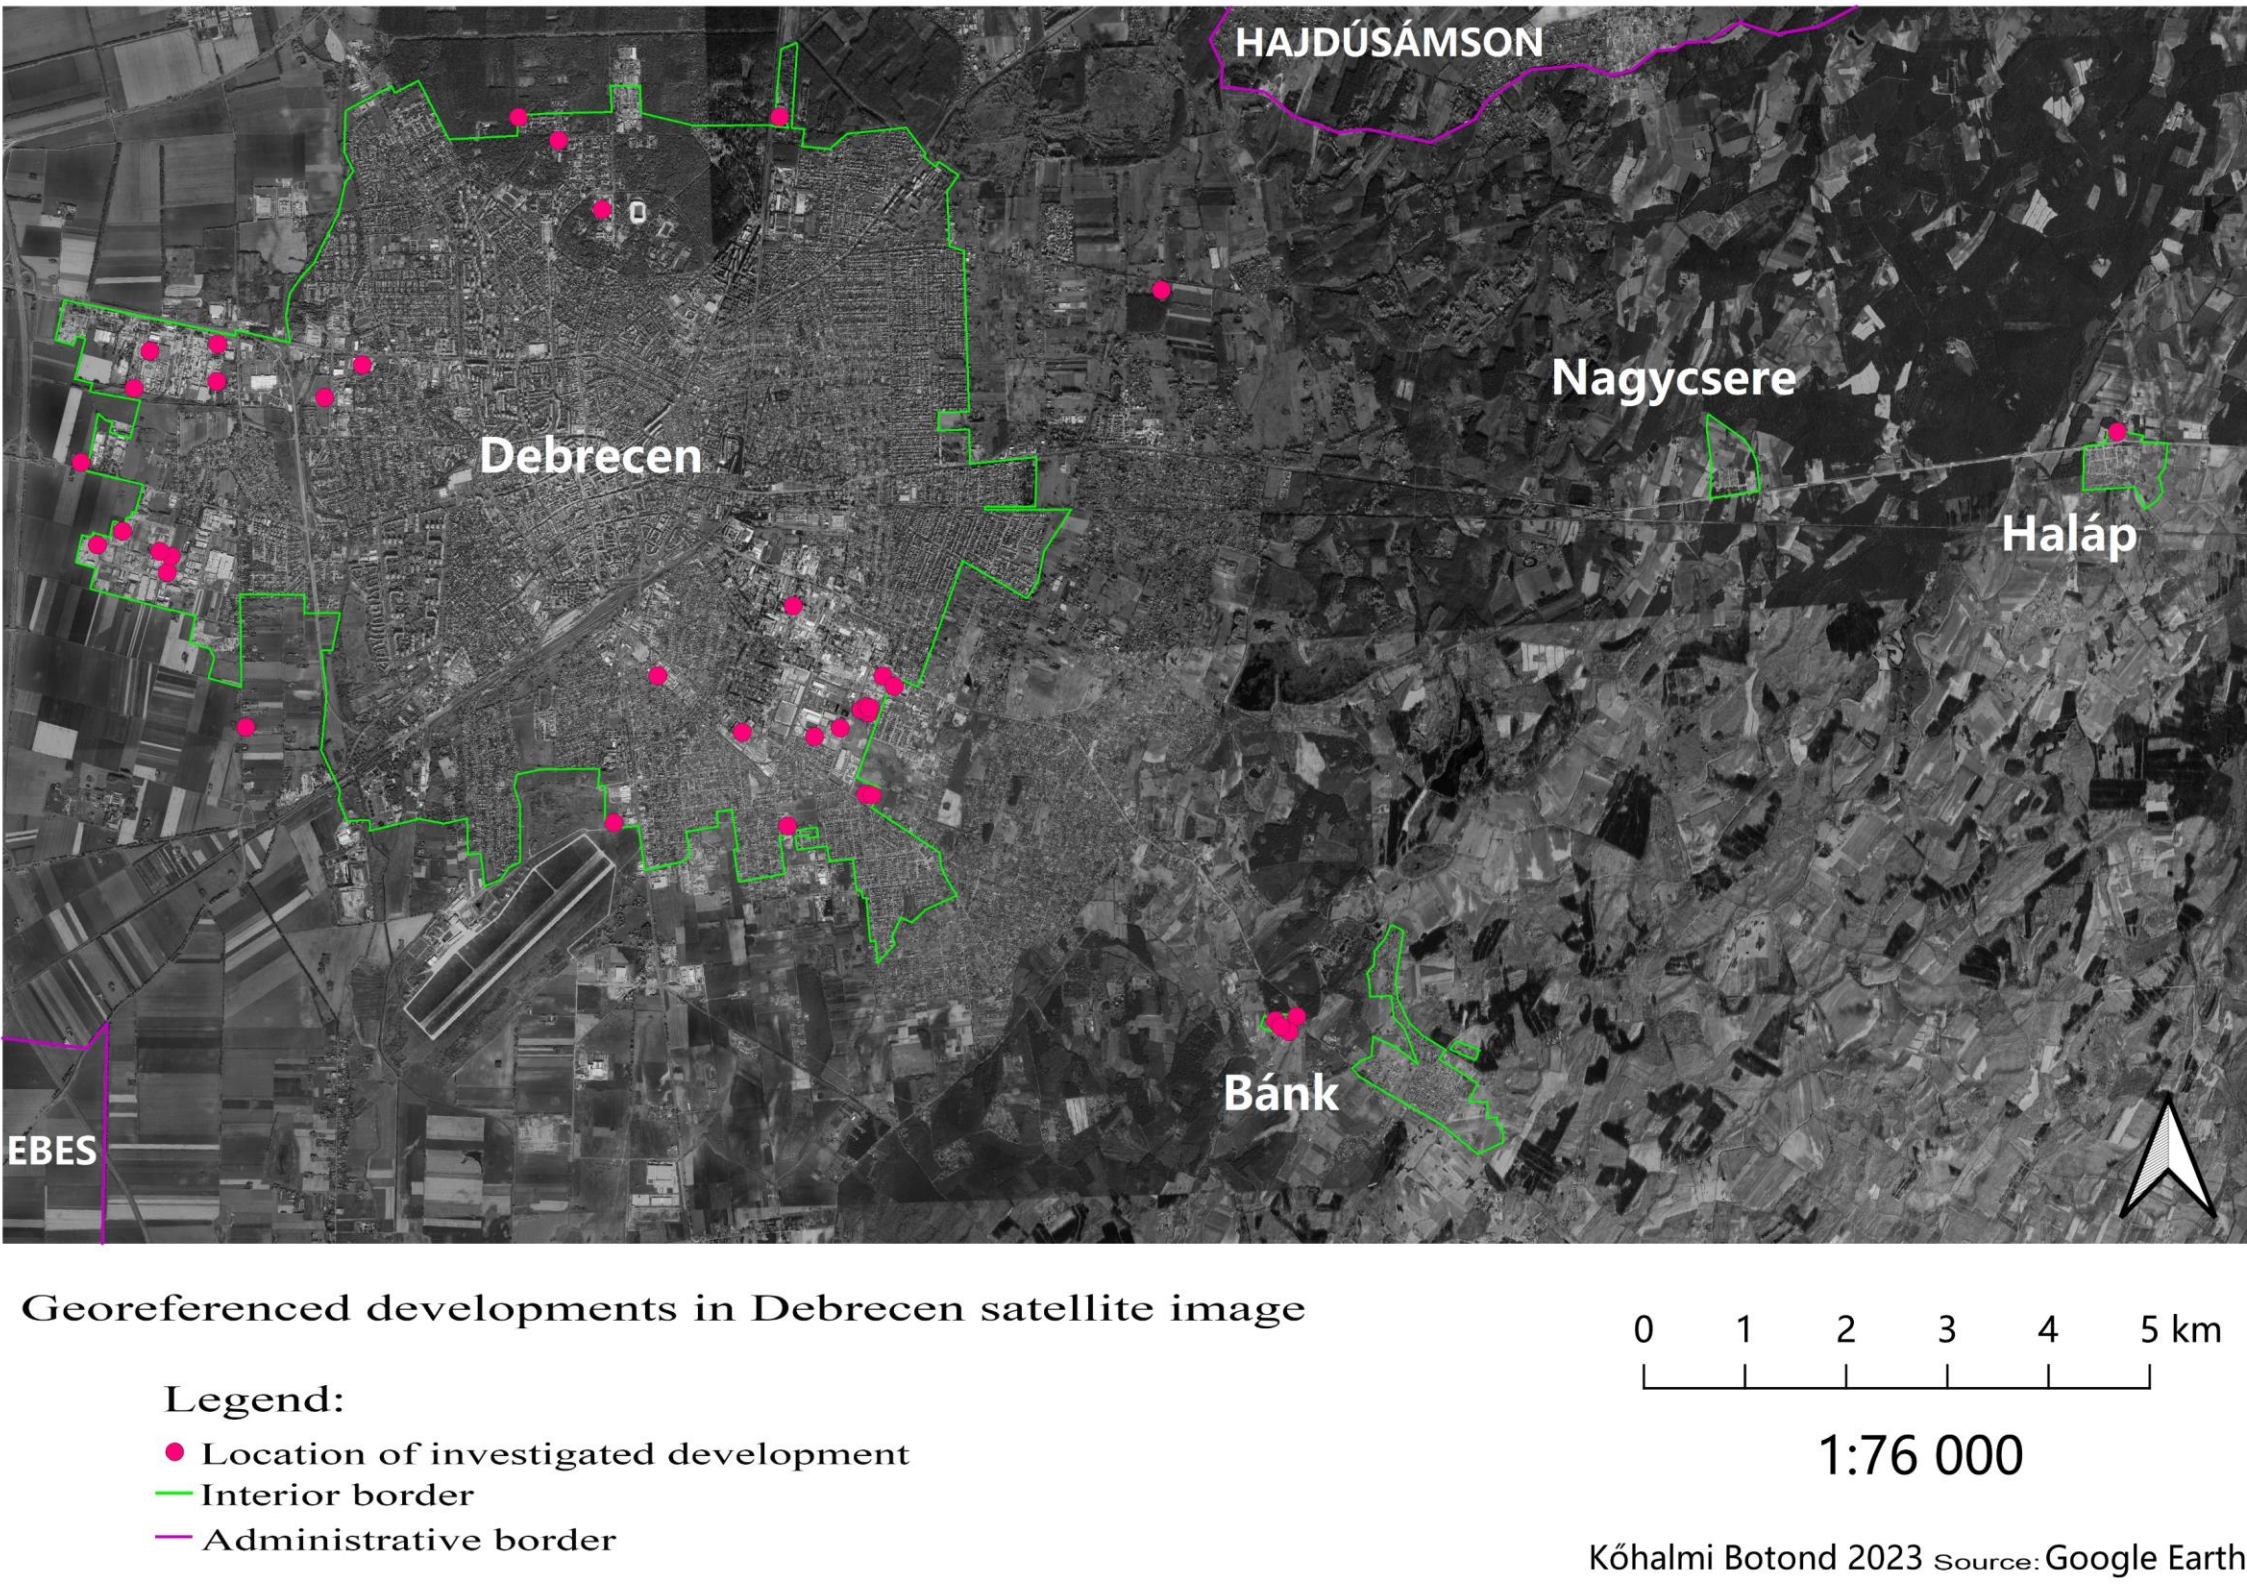 HAJDÚSÁMSON
Nagycsere
Debrecen
Haláp
Bánk
EBES
Georeferenced developments in Debrecen satellite image
0 1 2 3 4 5 km
Legend:
Location of investigated development
1:76 000
Interior border
Administrative border
Kőhalmi Botond 2023 Source: Google Earth